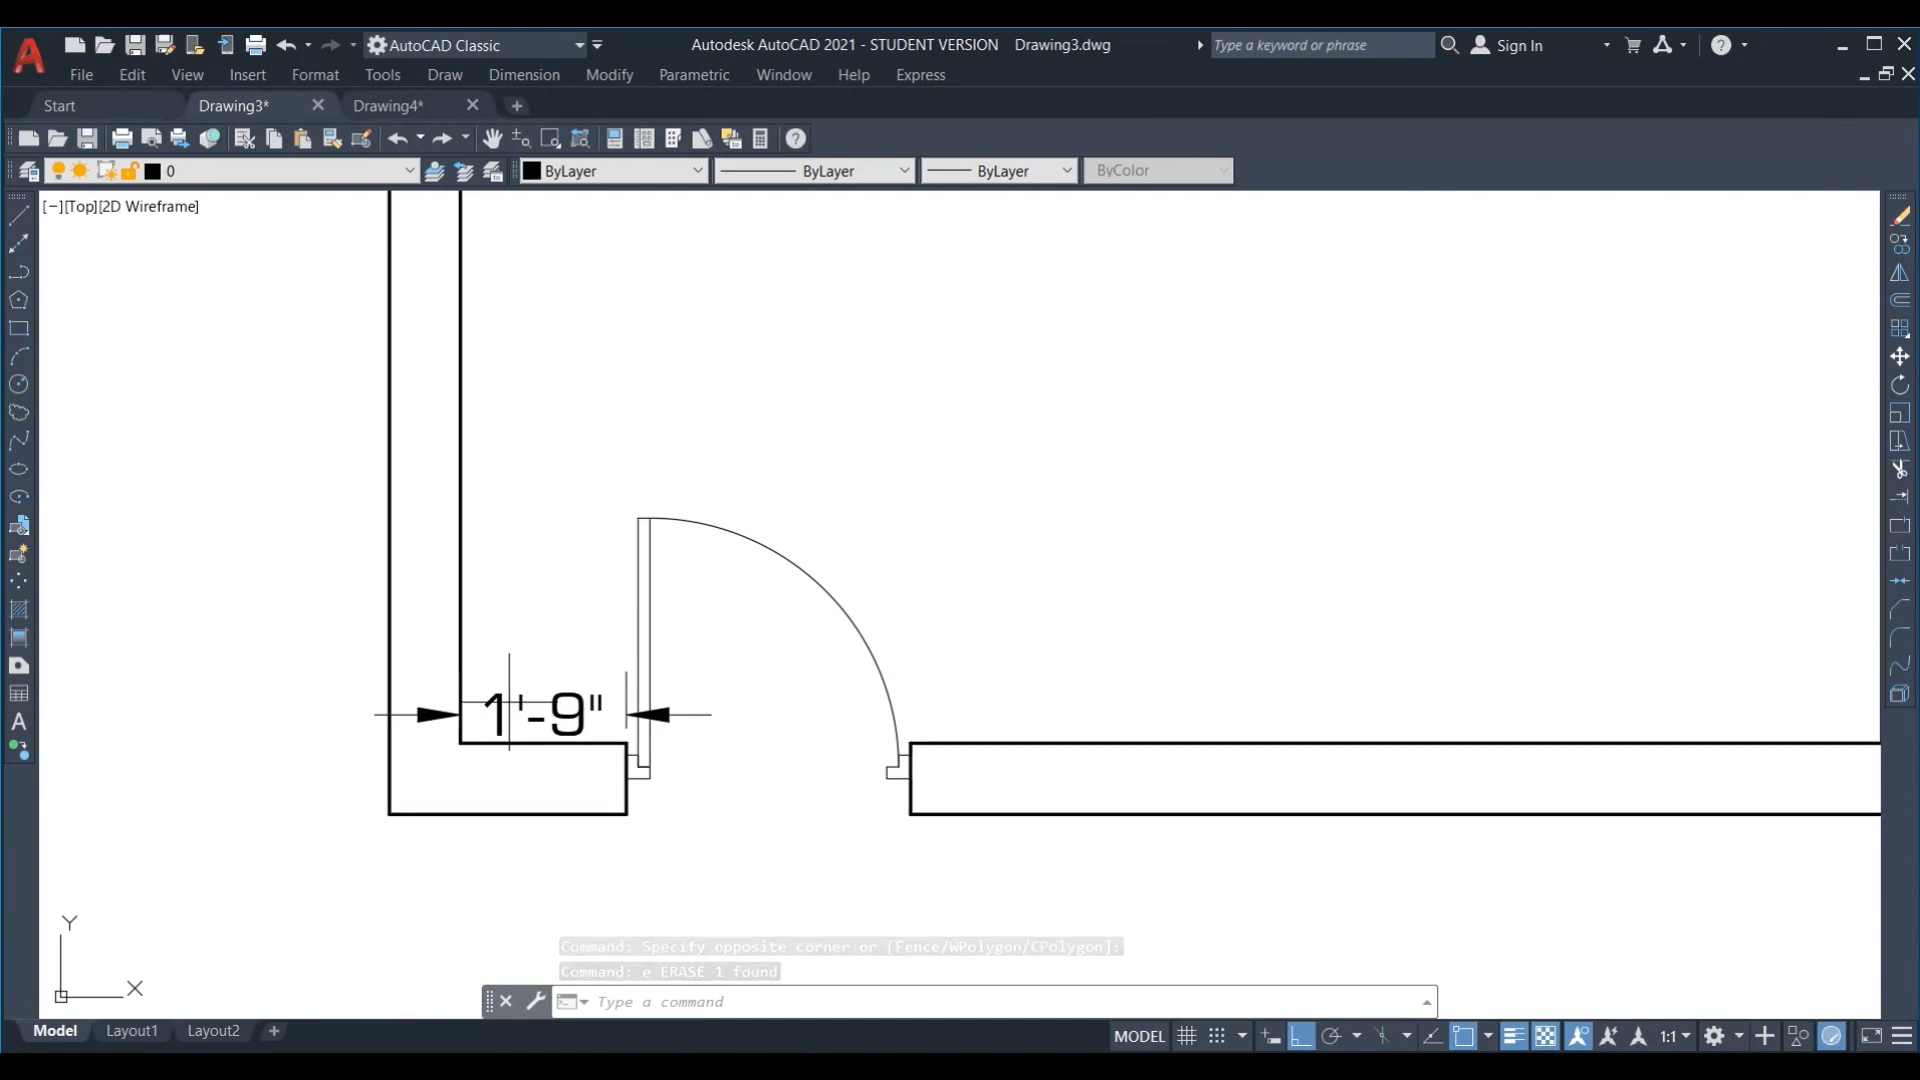 AutoCAD Classic
Autodesk AutoCAD 2021 - STUDENT VERSION Drawing3.dwg
Type a keyword or phrase
Sign In
File Edit View Insert Format Tools Draw Dimension Modify Parametric Window Help Express
Start Drawing3* Drawing4*
0 ByLayer ByLayer ByLayer ByColor
[−][Top][2D Wireframe]
1'-9"
Y
X
Command: Specify opposite corner or [Fence/WPolygon/CPolygon]:
Command: e ERASE 1 found
Type a command
Model Layout1 Layout2
MODEL 1:1